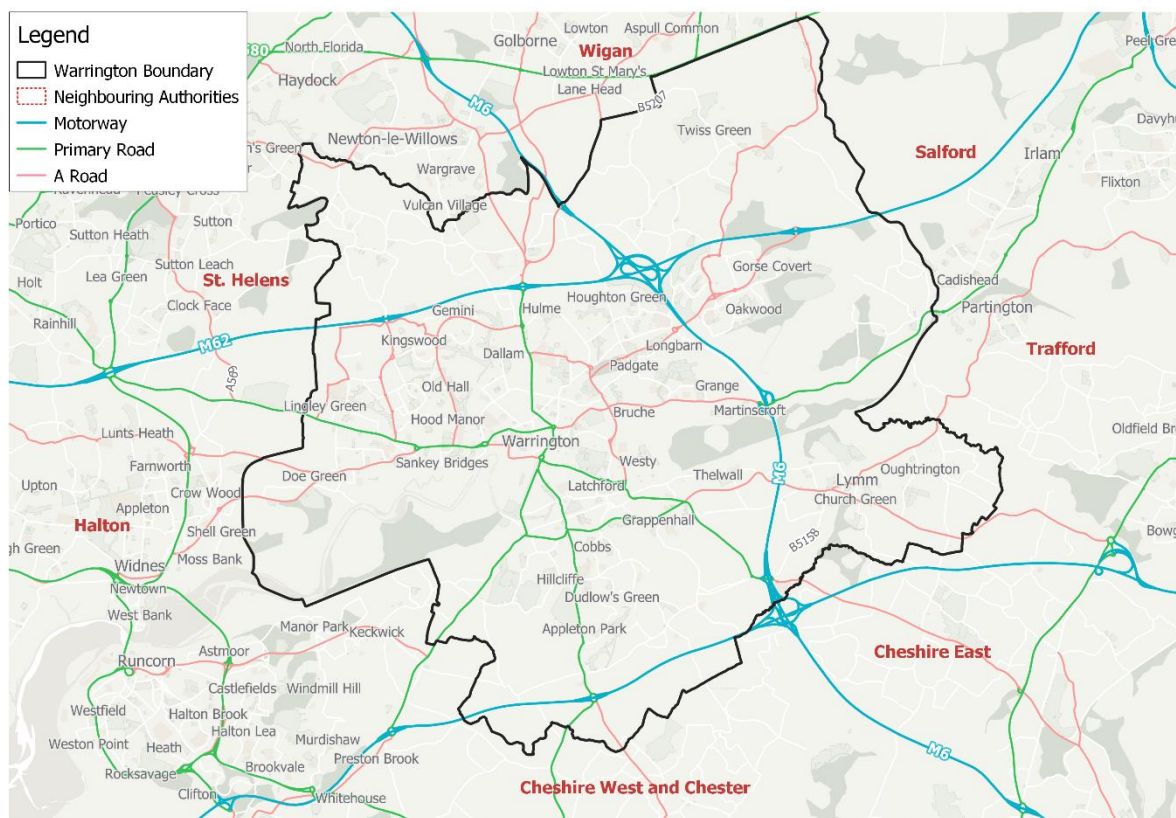 Legend
Warrington Boundary
Neighbouring Authorities
Motorway
Primary Road
A Road
North Florida
Haydock
Golborne
Lowton
Aspull Common
Wigan
Lowton St Mary's
Lane Head
Peel Gre
M6
B5207
Newton-le-Willows
Wargrave
Twiss Green
Davyhu
Salford
Irlam
Flixton
Vulcan Village
Portico
Sutton
Sutton Heath
Lea Green
Sutton Leach
St. Helens
Holt
Clock Face
Rainhill
Gorse Covert
Cadishead
Partington
Gemini
Hulme
Houghton Green
Oakwood
M62
Kingswood
Dallam
Longbarn
Padgate
Trafford
A569
Old Hall
Grange
Lingley Green
Hood Manor
Bruche
Martinscroft
Lunts Heath
Warrington
Oldfield Br
Farnworth
Doe Green
Sankey Bridges
Westy
Thelwall
M6
Oughtrington
Lymm
Upton
Crow Wood
Latchford
Church Green
Appleton
Grappenhall
Halton
Shell Green
B5158
Bowg
gh Green
Moss Bank
Cobbs
Widnes
Newtown
Hillcliffe
Dudlow's Green
West Bank
Manor Park
Keckwick
Appleton Park
Astmoor
Cheshire East
Runcorn
Castlefields
Windmill Hill
Westfield
Halton Brook
Halton Lea
Weston Point
Heath
Murdishaw
Preston Brook
Rocksavage
Brookvale
M6
Clifton
Whitehouse
Cheshire West and Chester